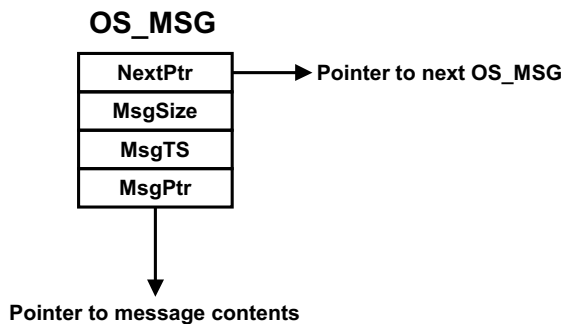 OS_MSG
NextPtr
Pointer to next OS_MSG
MsgSize
MsgTS
MsgPtr
Pointer to message contents